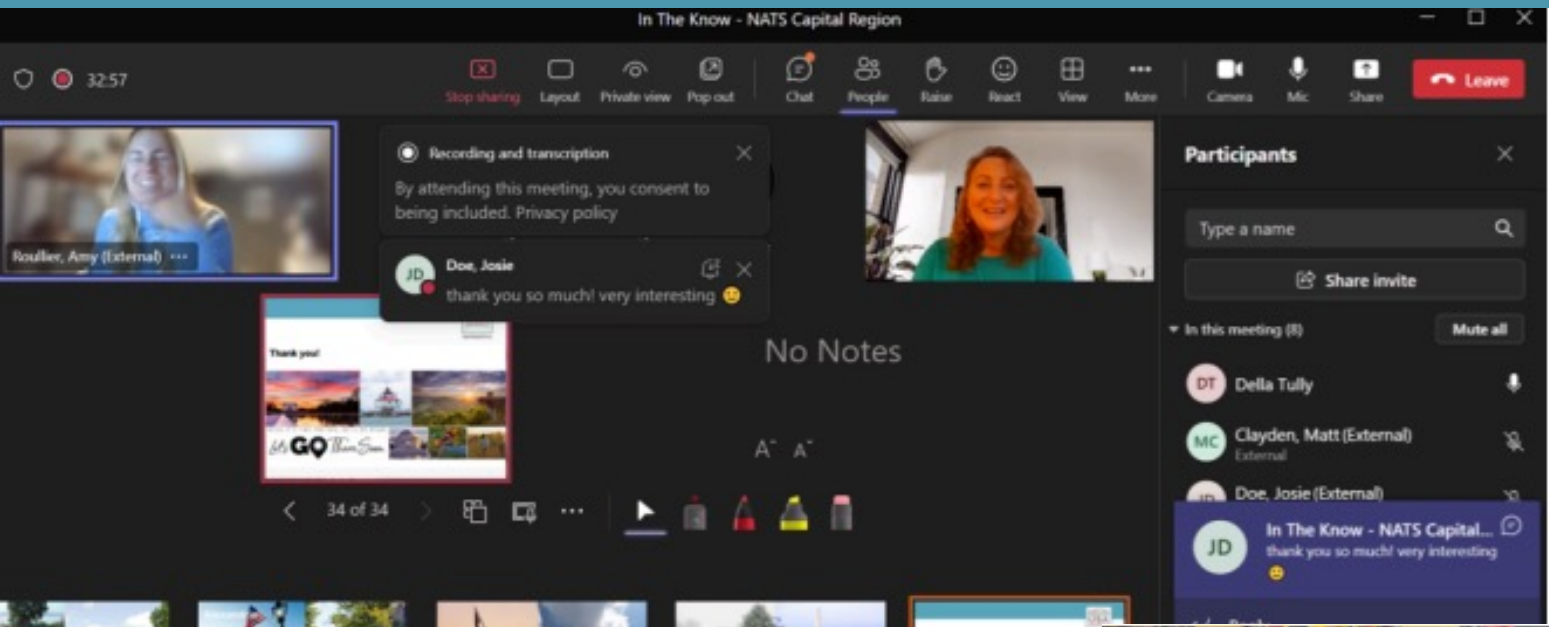 In The Know - NATS Capital Region
32:57
Stop sharing
Layout
Private view
Pop out
Chat
People
Raise
React
View
More
Camera
Mic
Share
Leave
Roullier, Amy (External) •••
Recording and transcription
By attending this meeting, you consent to
being included. Privacy policy
JD
Doe, Josie
thank you so much! very interesting 🙂
Thank you!
GO
No Notes
A A
34 of 34
Participants
Type a name
Share invite
In this meeting (8)
Mute all
DT
Della Tully
MC
Clayden, Matt (External)
External
Doe, Josie (External)
JD
In The Know - NATS Capital...
thank you so much! very interesting
🙂